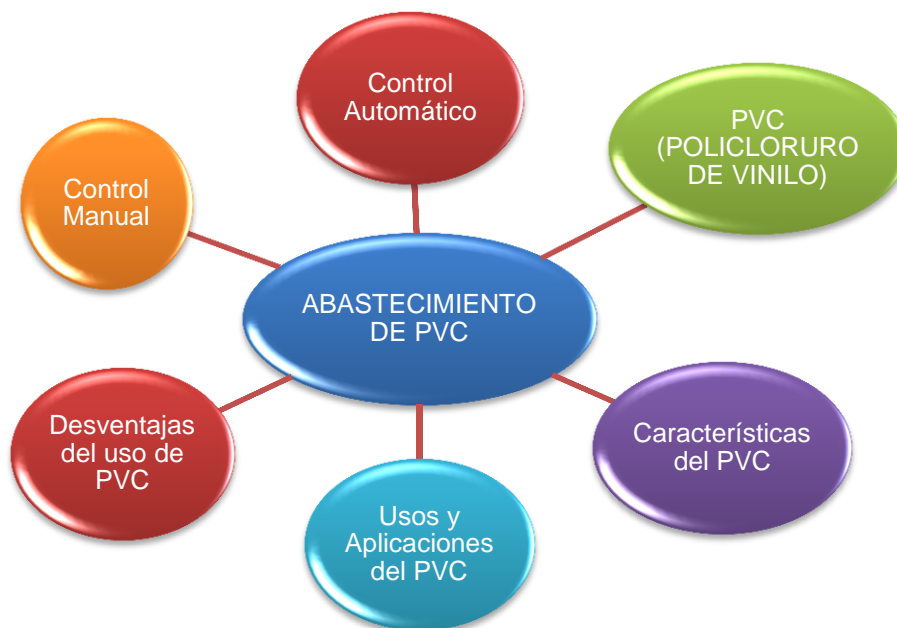 Control
Automático
PVC
(POLICLORURO
DE VINILO)
Control
Manual
ABASTECIMIENTO
DE PVC
Desventajas
del uso de
PVC
Características
del PVC
Usos y
Aplicaciones
del PVC